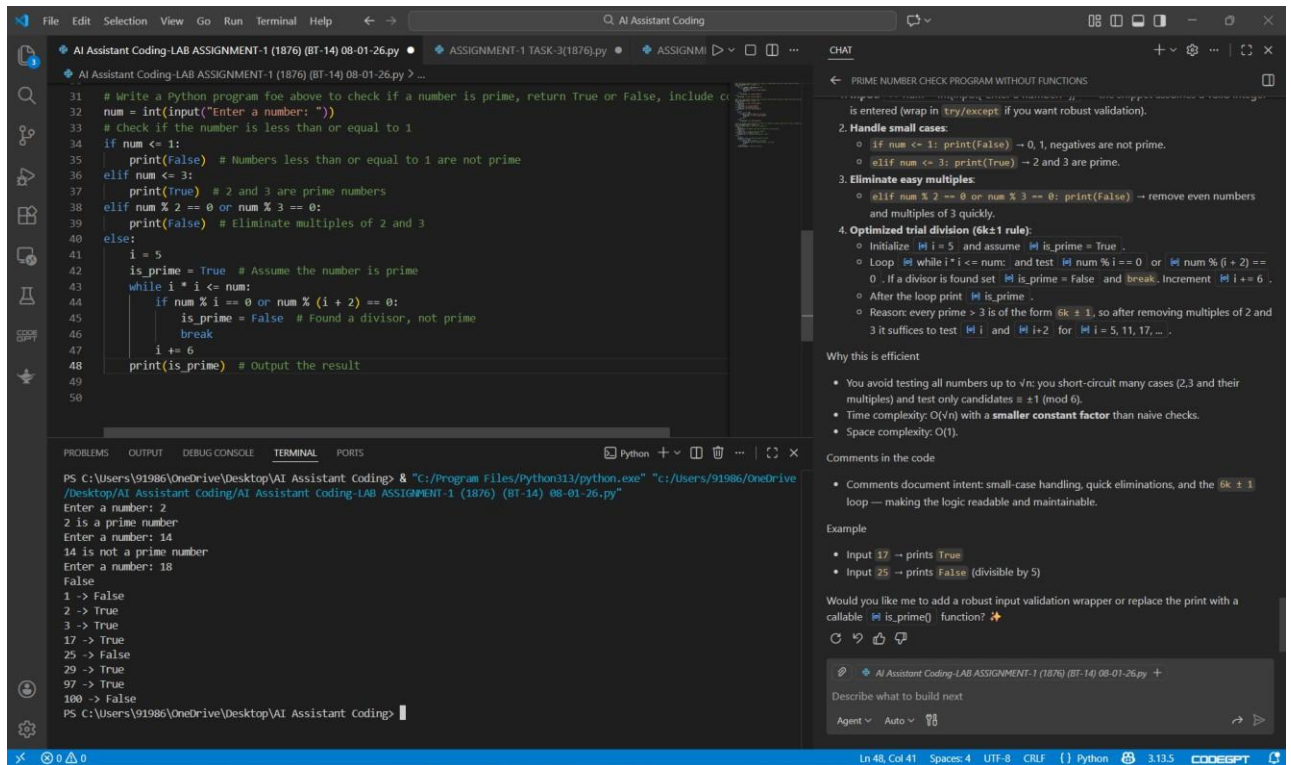 File Edit Selection View Go Run Terminal Help
AI Assistant Coding
AI Assistant Coding-LAB ASSIGNMENT-1 (1876) (BT-14) 08-01-26.py
ASSIGNMENT-1 TASK-3(1876).py
ASSIGNM
AI Assistant Coding-LAB ASSIGNMENT-1 (1876) (BT-14) 08-01-26.py > ...
31 # Write a Python program foe above to check if a number is prime, return True or False, include co
32 num = int(input("Enter a number: "))
33 # Check if the number is less than or equal to 1
34 if num <= 1:
35 print(False) # Numbers less than or equal to 1 are not prime
36 elif num <= 3:
37 print(True) # 2 and 3 are prime numbers
38 elif num % 2 == 0 or num % 3 == 0:
39 print(False) # Eliminate multiples of 2 and 3
40 else:
41 i = 5
42 is_prime = True # Assume the number is prime
43 while i * i <= num:
44 if num % i == 0 or num % (i + 2) == 0:
45 is_prime = False # Found a divisor, not prime
46 break
47 i += 6
48 print(is_prime) # Output the result
49
50
PROBLEMS OUTPUT DEBUG CONSOLE TERMINAL PORTS
Python
PS C:\Users\91986\OneDrive\Desktop\AI Assistant Coding> & "C:/Program Files/Python313/python.exe" "c:/Users/91986/OneDrive
/Desktop/AI Assistant Coding/AI Assistant Coding-LAB ASSIGNMENT-1 (1876) (BT-14) 08-01-26.py"
Enter a number: 2
2 is a prime number
Enter a number: 14
14 is not a prime number
Enter a number: 18
False
1 -> False
2 -> True
3 -> True
17 -> True
25 -> False
29 -> True
97 -> True
100 -> False
PS C:\Users\91986\OneDrive\Desktop\AI Assistant Coding>
CHAT
PRIME NUMBER CHECK PROGRAM WITHOUT FUNCTIONS
is entered (wrap in try/except if you want robust validation).
2. Handle small cases:
if num <= 1: print(False) → 0, 1, negatives are not prime.
elif num <= 3: print(True) → 2 and 3 are prime.
3. Eliminate easy multiples:
elif num % 2 == 0 or num % 3 == 0: print(False) → remove even numbers
and multiples of 3 quickly.
4. Optimized trial division (6k±1 rule):
Initialize i = 5 and assume is_prime = True .
Loop while i * i <= num: and test num % i == 0 or num % (i + 2) ==
0 . If a divisor is found set is_prime = False and break. Increment i += 6 .
After the loop print is_prime .
Reason: every prime > 3 is of the form 6k ± 1, so after removing multiples of 2 and
3 it suffices to test i and i+2 for i = 5, 11, 17, ... .
Why this is efficient
• You avoid testing all numbers up to √n: you short-circuit many cases (2,3 and their
multiples) and test only candidates ≡ ±1 (mod 6).
• Time complexity: O(√n) with a smaller constant factor than naive checks.
• Space complexity: O(1).
Comments in the code
• Comments document intent: small-case handling, quick eliminations, and the 6k ± 1
loop — making the logic readable and maintainable.
Example
• Input 17 → prints True
• Input 25 → prints False (divisible by 5)
Would you like me to add a robust input validation wrapper or replace the print with a
callable is_prime() function? ✨
AI Assistant Coding-LAB ASSIGNMENT-1 (1876) (BT-14) 08-01-26.py
Describe what to build next
Agent Auto
CODE
GPT
3
0 0
Ln 48, Col 41 Spaces: 4 UTF-8 CRLF {} Python 3.13.5 CODEGPT